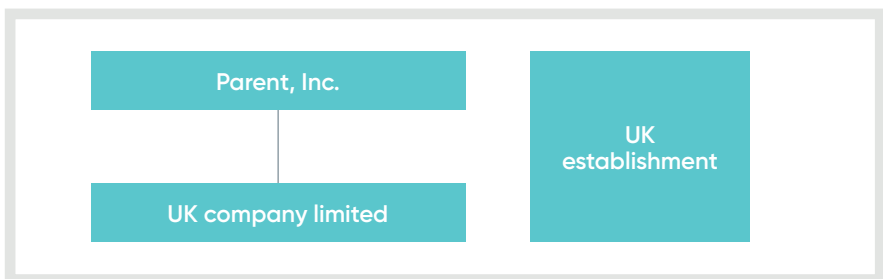 Parent, Inc.
UK company limited
UK
establishment